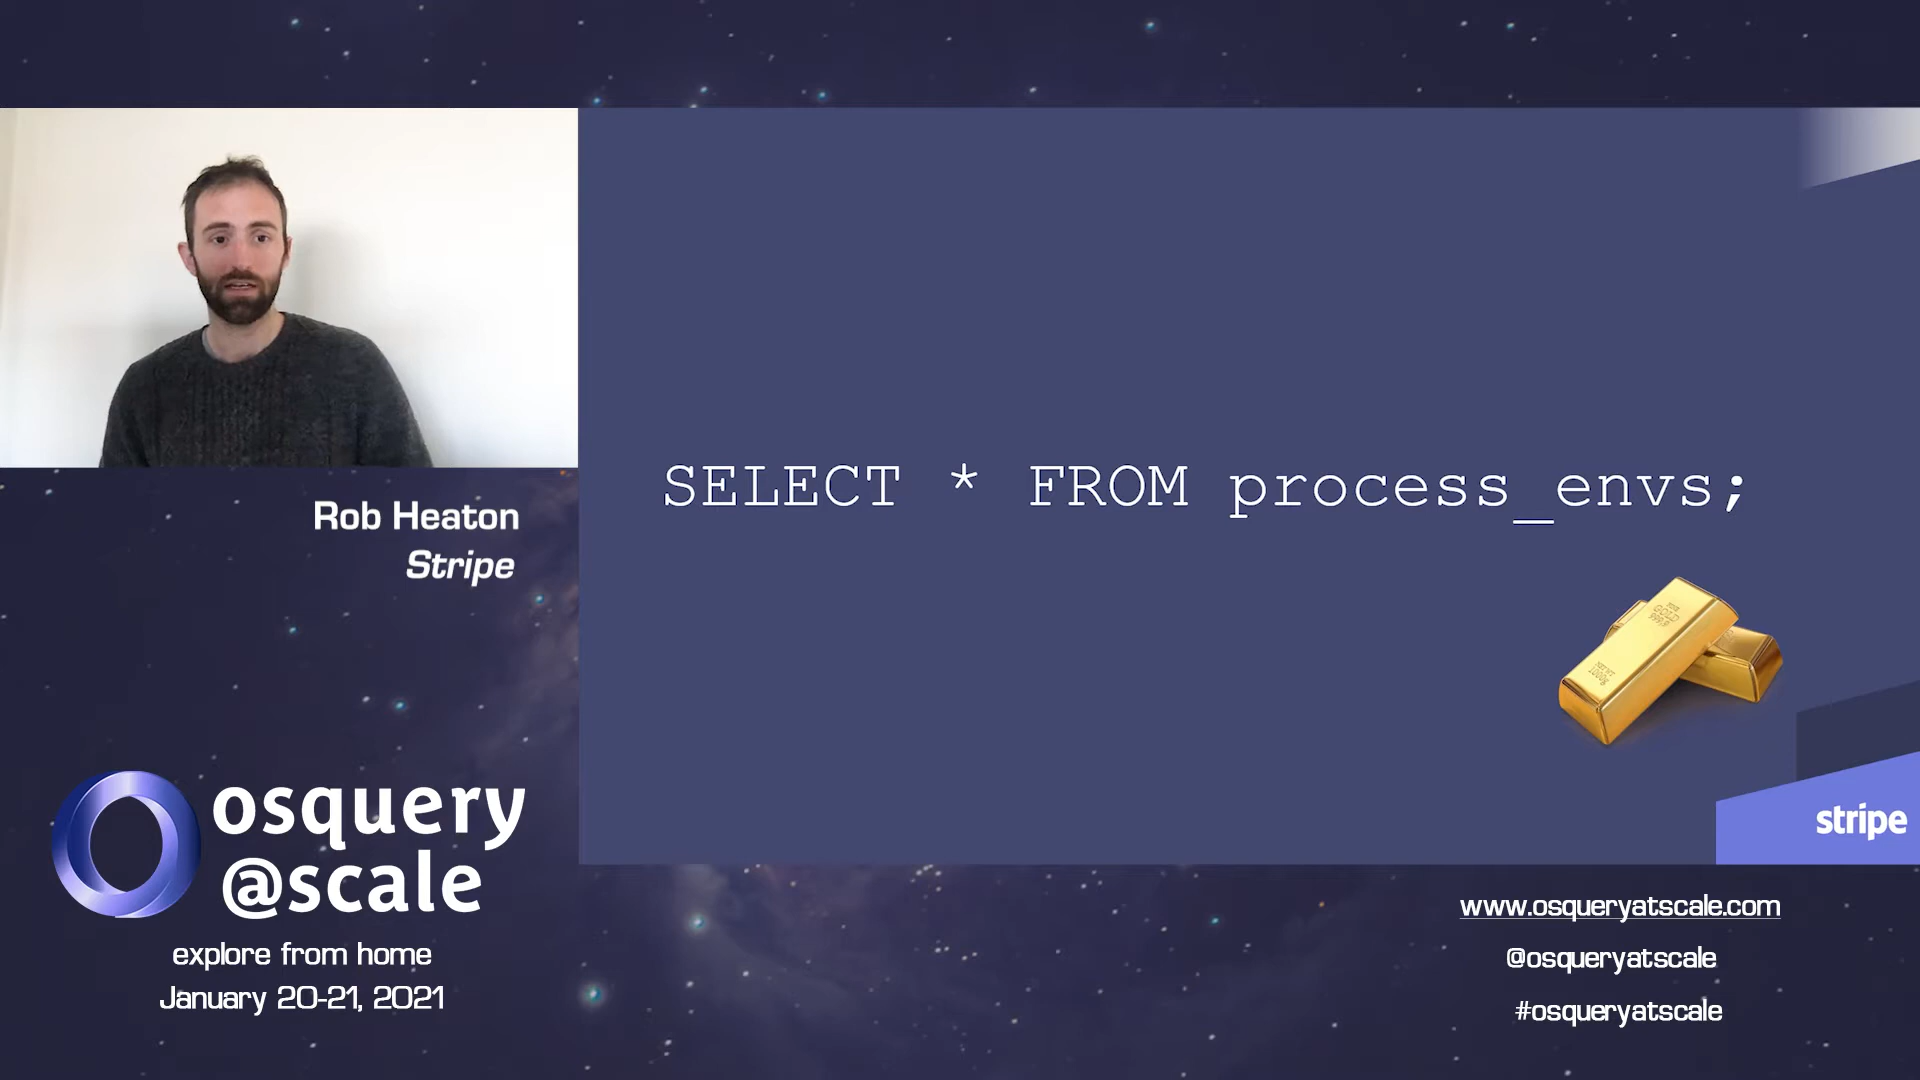 SELECT * FROM process_envs;
Rob Heaton
Stripe
stripe
osquery
@scale
explore from home
January 20-21, 2021
www.osqueryatscale.com
@osqueryatscale
#osqueryatscale